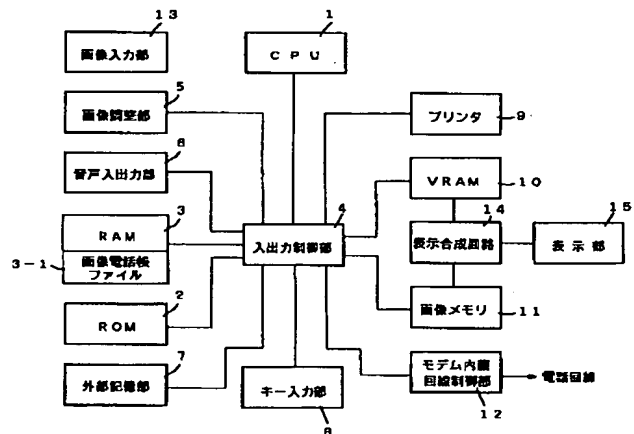 13
画像入力部
1
CPU
5
画像調整部
プリンタ
9
6
音声入出力部
VRAM
10
3
RAM
画像電話帳
ファイル
3-1
4
入出力制御部
14
表示合成回路
15
表示部
2
ROM
画像メモリ
11
7
外部記憶部
キー入力部
8
モデム内蔵
回線制御部
12
電話回線